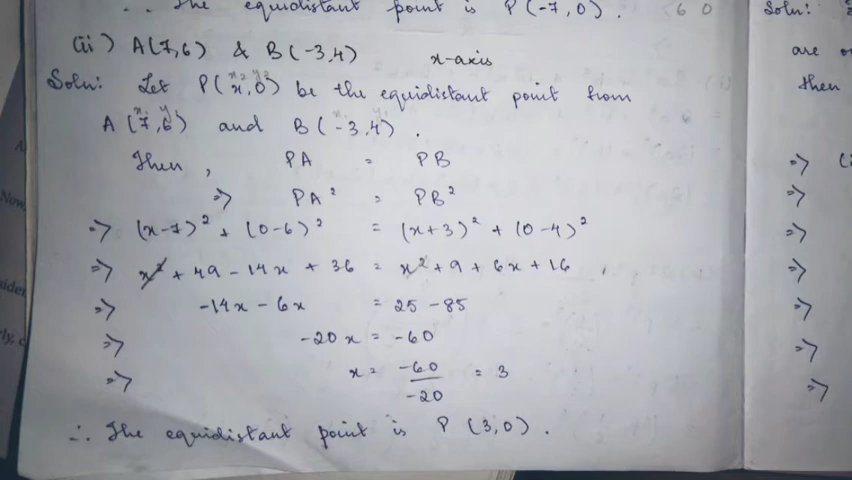 ∴ The equidistant point is P(-7,0). 6 0
(ii) A(7,6) & B(-3,4) x-axis
Soln: Let P(x,0) be the equidistant point from
A(7,6) and B(-3,4).
Then, PA = PB
=> PA² = PB²
=> (x-7)² + (0-6)² = (x+3)² + (0-4)²
=> x² + 49 - 14x + 36 = x² + 9 + 6x + 16
=> -14x - 6x = 25 - 85
=> -20x = -60
=> x = -60/-20 = 3
∴ The equidistant point is P(3,0).
Soln:
are
then
=>
=>
=>
=>
=>
=>
=>
Now,